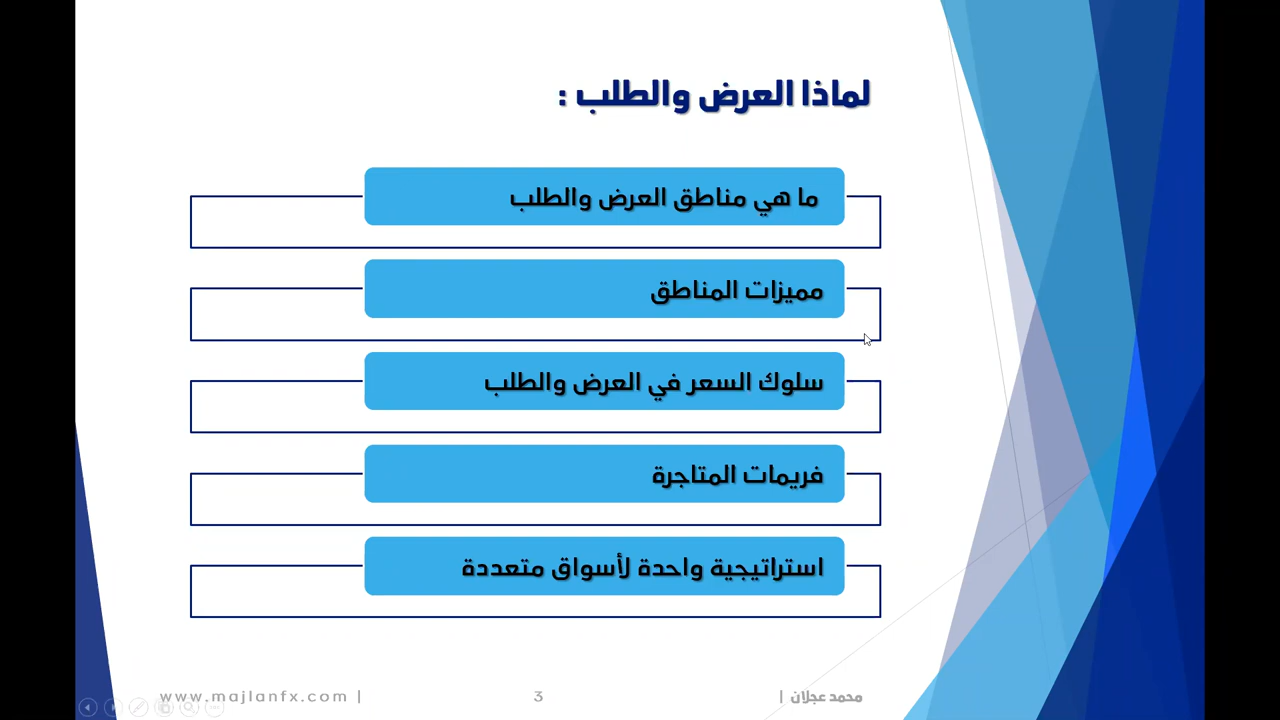 لماذا العرض والطلب :
ما هي مناطق العرض والطلب
مميزات المناطق
سلوك السعر في العرض والطلب
فريمات المتاجرة
استراتيجية واحدة لأسواق متعددة
محمد عجلان |
3
www.majlanfx.com |